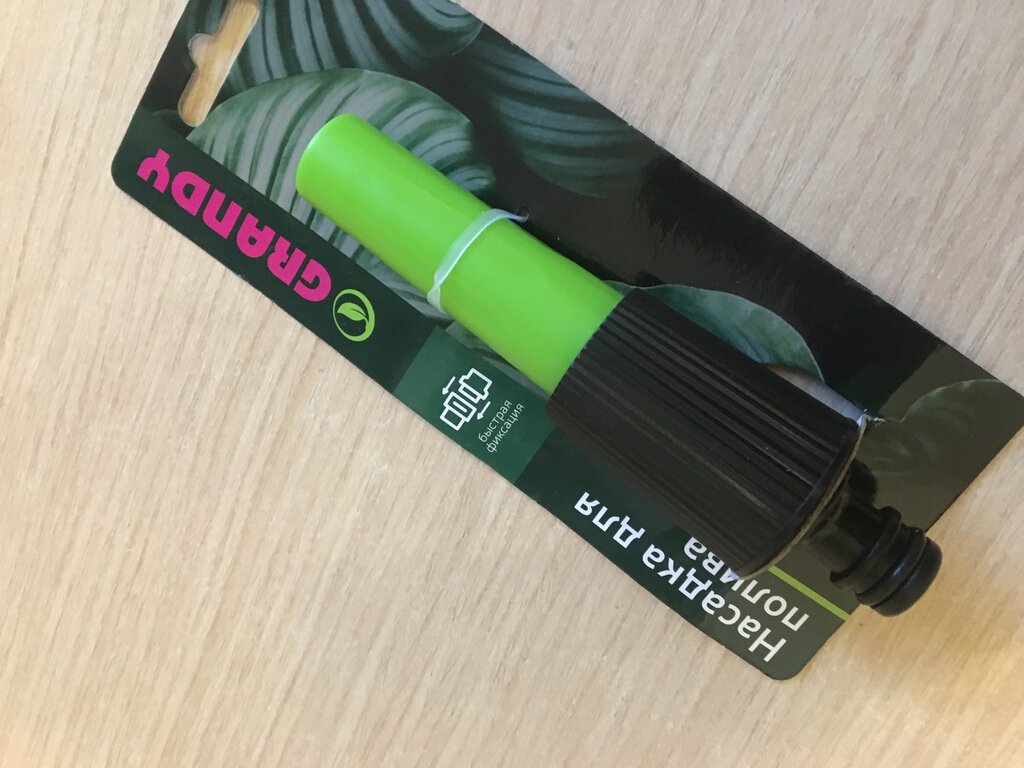 GRANDY
быстрая
фиксация
Насадка для
полива